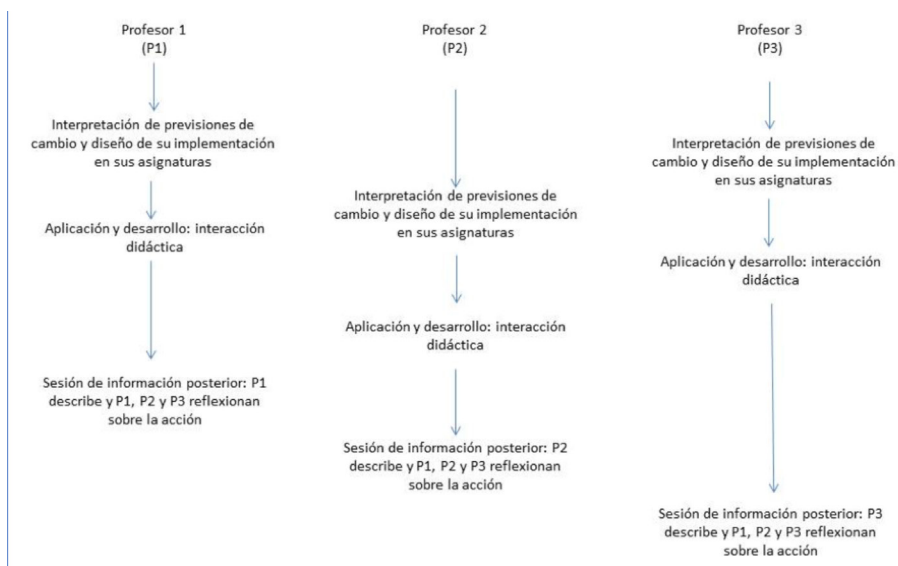 Profesor 1
(P1)
Interpretación de previsiones de
cambio y diseño de su implementación
en sus asignaturas
Aplicación y desarrollo: interacción
didáctica
Sesión de información posterior: P1
describe y P1, P2 y P3 reflexionan
sobre la acción
Profesor 2
(P2)
Interpretación de previsiones de
cambio y diseño de su implementación
en sus asignaturas
Aplicación y desarrollo: interacción
didáctica
Sesión de información posterior: P2
describe y P1, P2 y P3 reflexionan
sobre la acción
Profesor 3
(P3)
Interpretación de previsiones de
cambio y diseño de su implementación
en sus asignaturas
Aplicación y desarrollo: interacción
didáctica
Sesión de información posterior: P3
describe y P1, P2 y P3 reflexionan
sobre la acción